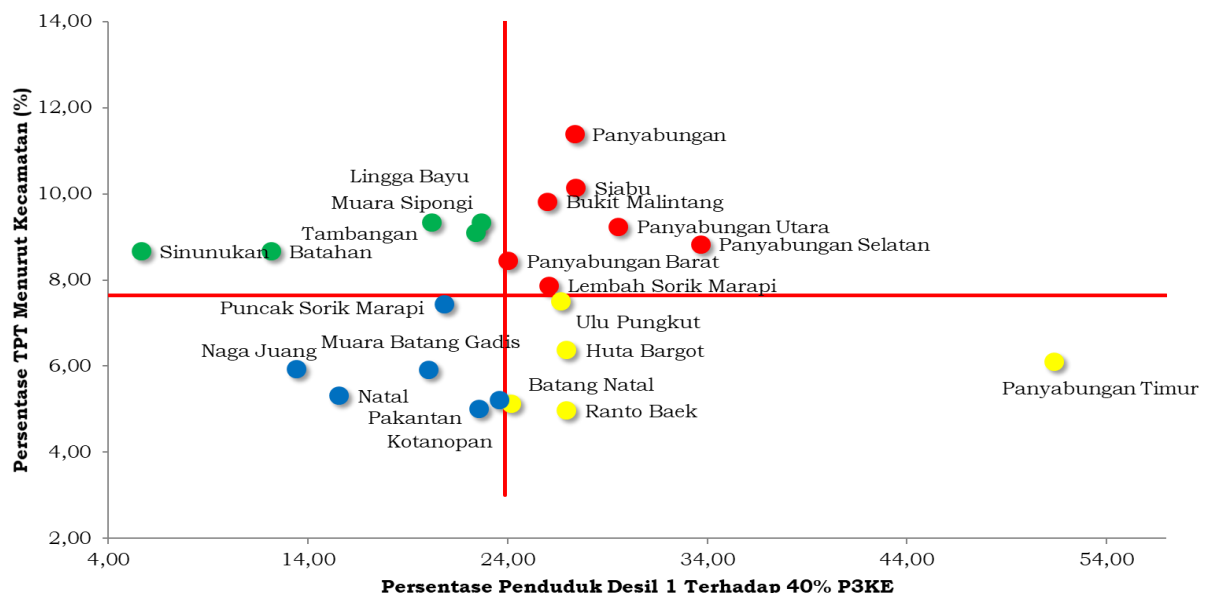 14,00
12,00
10,00
8,00
6,00
4,00
2,00
Persentase TPT Menurut Kecamatan (%)
Panyabungan
Lingga Bayu
Siabu
Muara Sipongi
Bukit Malintang
Tambangan
Panyabungan Utara
Sinunukan
Batahan
Panyabungan Selatan
Panyabungan Barat
Lembah Sorik Marapi
Puncak Sorik Marapi
Ulu Pungkut
Naga Juang
Muara Batang Gadis
Huta Bargot
Natal
Batang Natal
Panyabungan Timur
Pakantan
Ranto Baek
Kotanopan
4,00
14,00
24,00
34,00
44,00
54,00
Persentase Penduduk Desil 1 Terhadap 40% P3KE